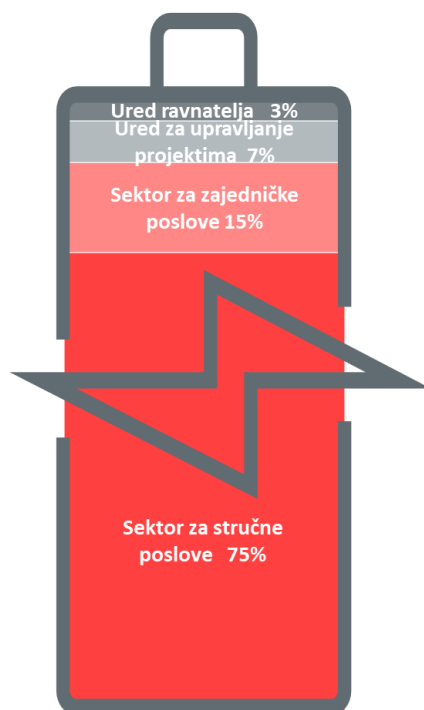 Ured ravnatelja 3%
Ured za upravljanje
projektima 7%
Sektor za zajedničke
poslove 15%
Sektor za stručne
poslove 75%